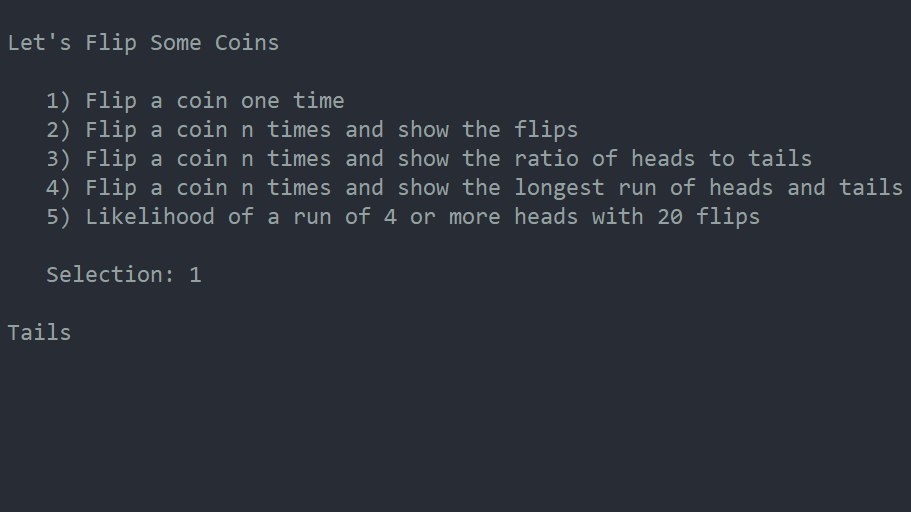 Let's Flip Some Coins
1) Flip a coin one time
2) Flip a coin n times and show the flips
3) Flip a coin n times and show the ratio of heads to tails
4) Flip a coin n times and show the longest run of heads and tails
5) Likelihood of a run of 4 or more heads with 20 flips
Selection: 1
Tails